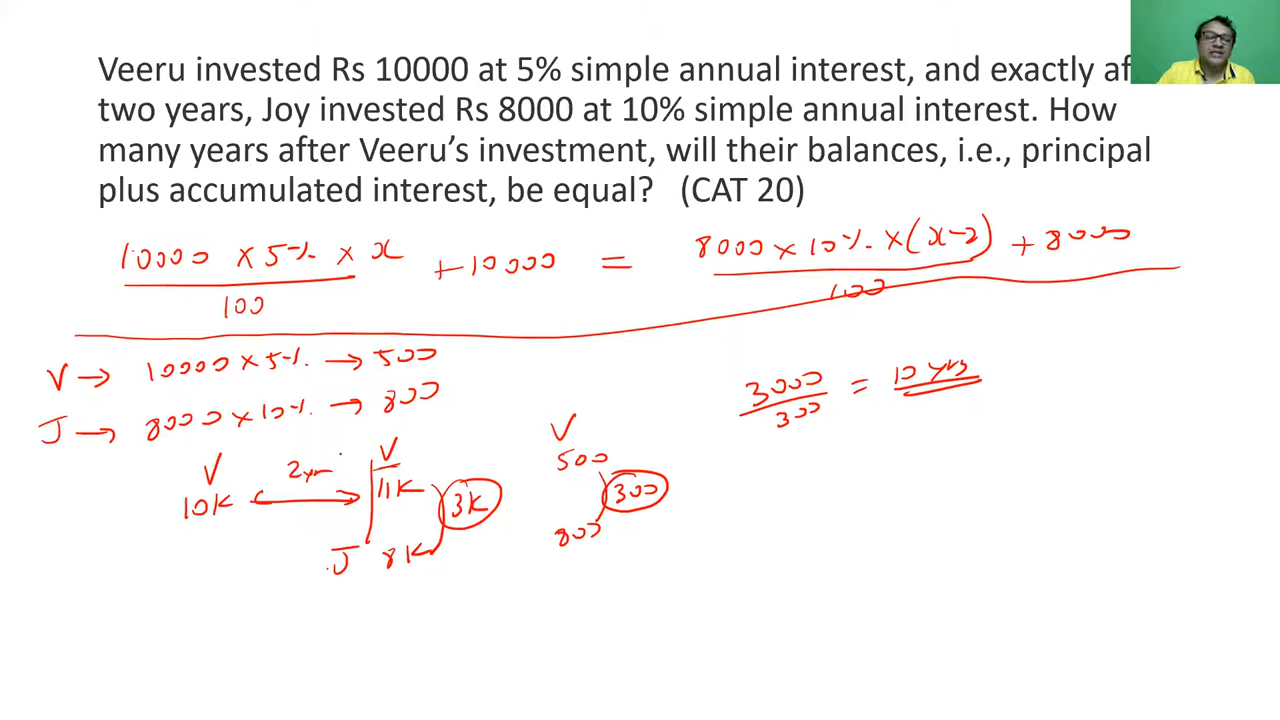 Veeru invested Rs 10000 at 5% simple annual interest, and exactly af
two years, Joy invested Rs 8000 at 10% simple annual interest. How
many years after Veeru's investment, will their balances, i.e., principal
plus accumulated interest, be equal? (CAT 20)
10000 × 5% × x / 100 + 10000 = 8000 × 10% × (x-2) / 100 + 8000
V → 10000 × 5% → 500
J → 8000 × 10% → 800
3000 / 300 = 10 yrs
V 10K 2yr V 11K 3K
J 8K
V 500 300
800